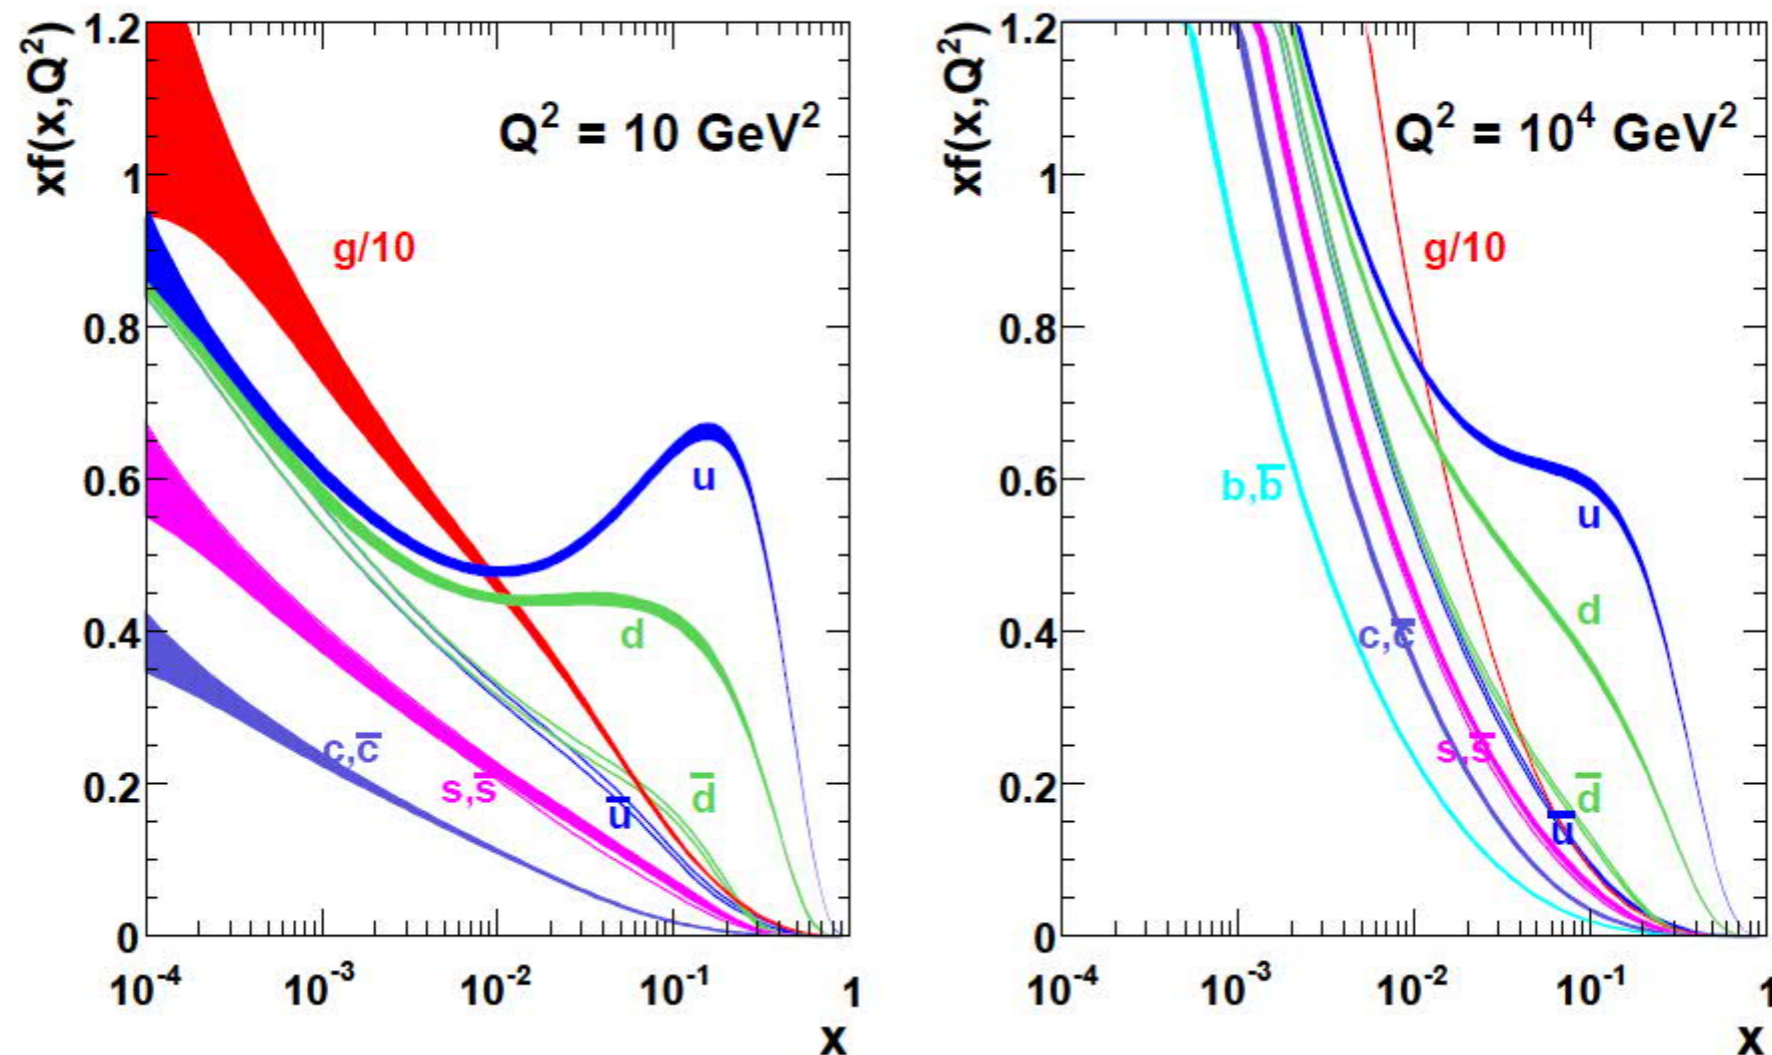 xf(x,Q²)
1.2
1
0.8
0.6
0.4
0.2
0
Q² = 10 GeV²
g/10
u
d
c,c̅
s,s̅
u̅
d̅
10⁻⁴
10⁻³
10⁻²
10⁻¹
1
x
xf(x,Q²)
1.2
1
0.8
0.6
0.4
0.2
0
Q² = 10⁴ GeV²
g/10
b,b̅
u
d
c,c̅
s,s̅
d̅
u̅
10⁻⁴
10⁻³
10⁻²
10⁻¹
1
x